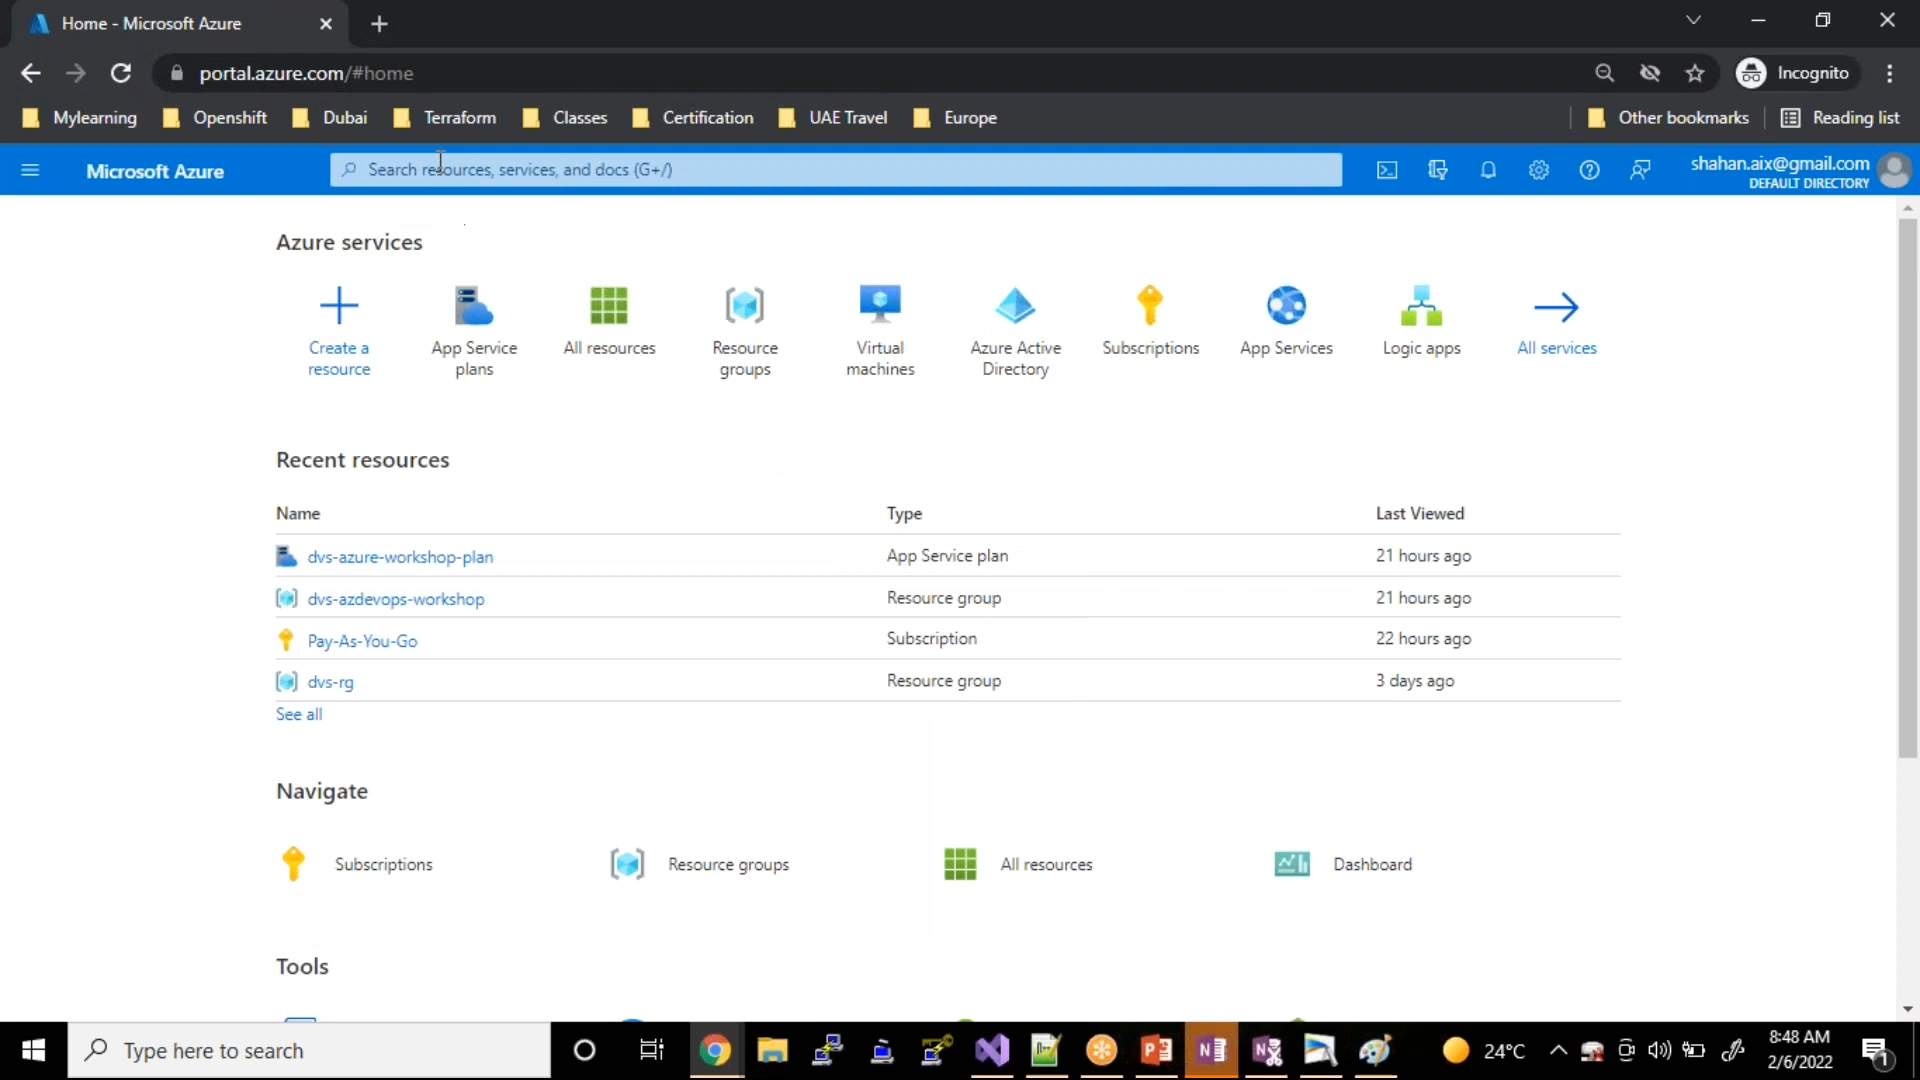 Home - Microsoft Azure
portal.azure.com/#home
Incognito
Mylearning Openshift Dubai Terraform Classes Certification UAE Travel Europe Other bookmarks Reading list
Microsoft Azure
Search resources, services, and docs (G+/)
shahan.aix@gmail.com
DEFAULT DIRECTORY
Azure services
Create a resource
App Service plans
All resources
Resource groups
Virtual machines
Azure Active Directory
Subscriptions
App Services
Logic apps
All services
Recent resources
Name Type Last Viewed
dvs-azure-workshop-plan App Service plan 21 hours ago
dvs-azdevops-workshop Resource group 21 hours ago
Pay-As-You-Go Subscription 22 hours ago
dvs-rg Resource group 3 days ago
See all
Navigate
Subscriptions Resource groups All resources Dashboard
Tools
Type here to search
24°C
8:48 AM
2/6/2022
1